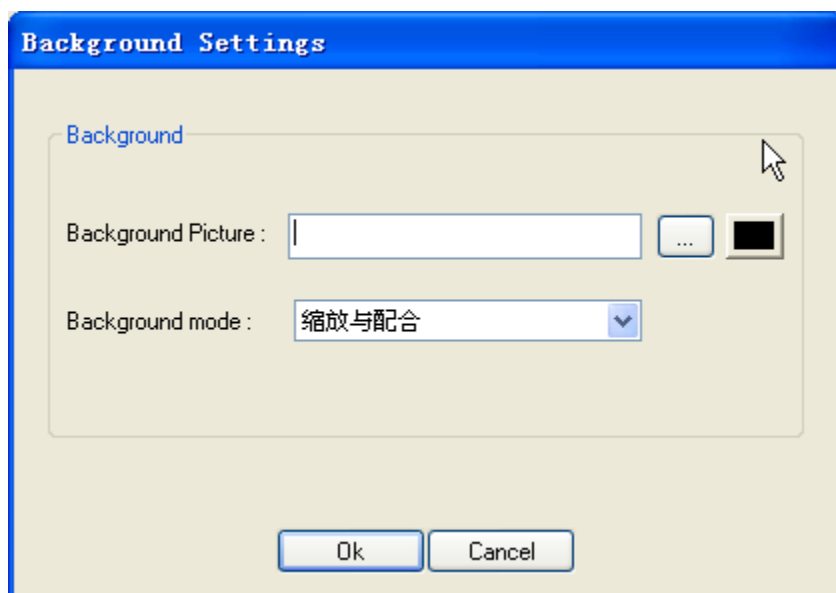 Background Settings
Background
Background Picture :
...
Background mode :
缩放与配合
Ok
Cancel